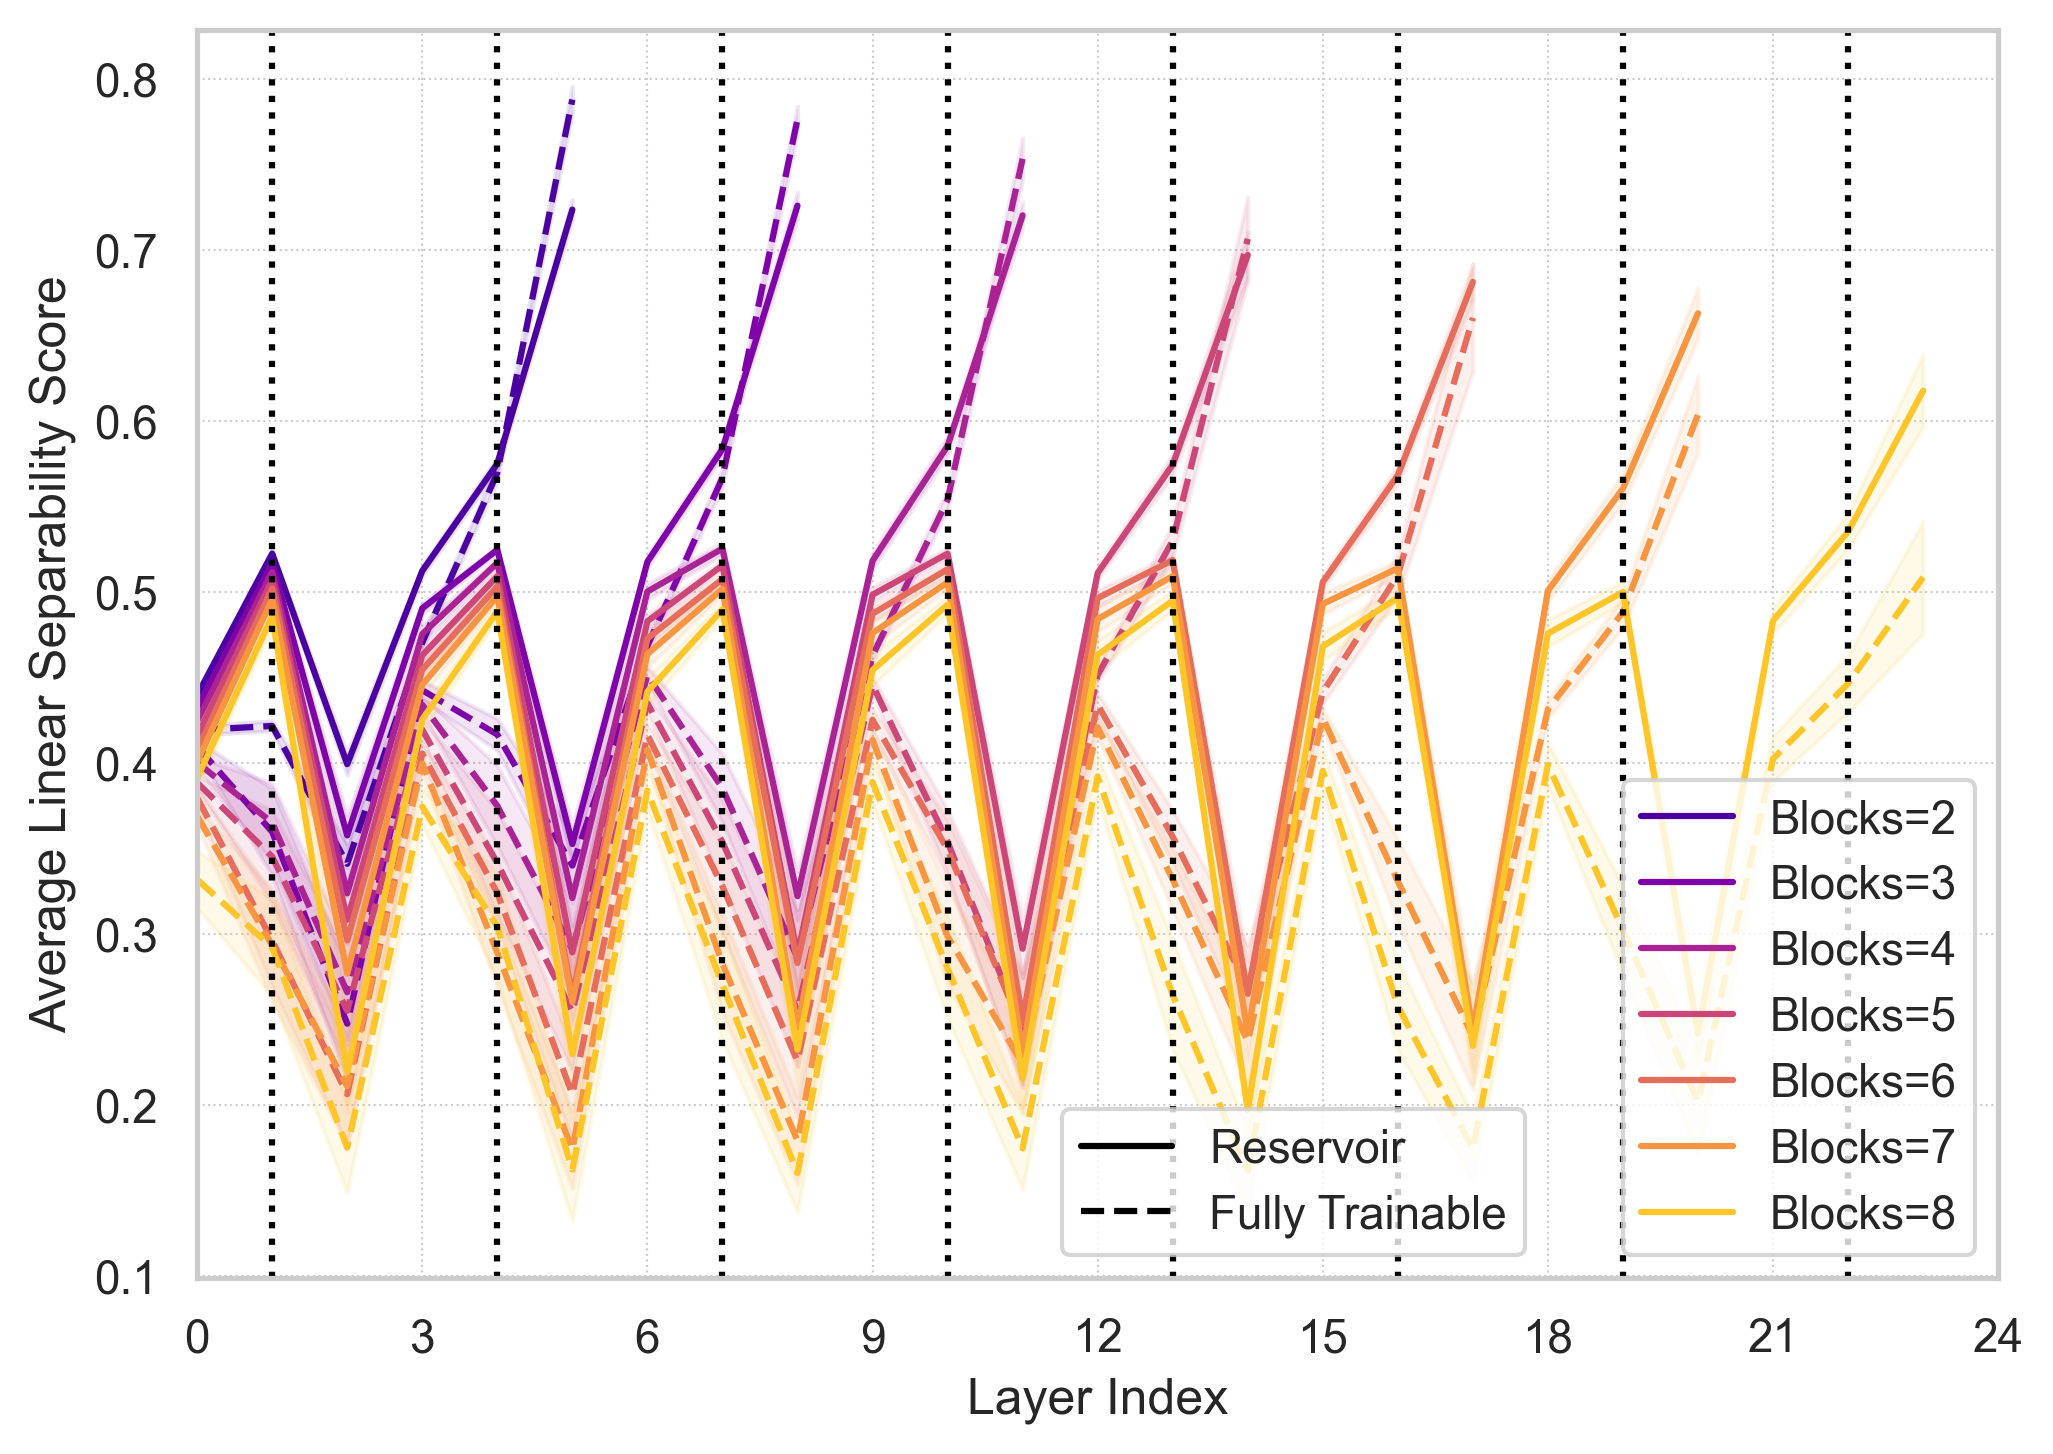 Average Linear Separability Score
0.8
0.7
0.6
0.5
0.4
0.3
0.2
0.1
0 3 6 9 12 15 18 21 24
Layer Index
Reservoir
Fully Trainable
Blocks=2
Blocks=3
Blocks=4
Blocks=5
Blocks=6
Blocks=7
Blocks=8